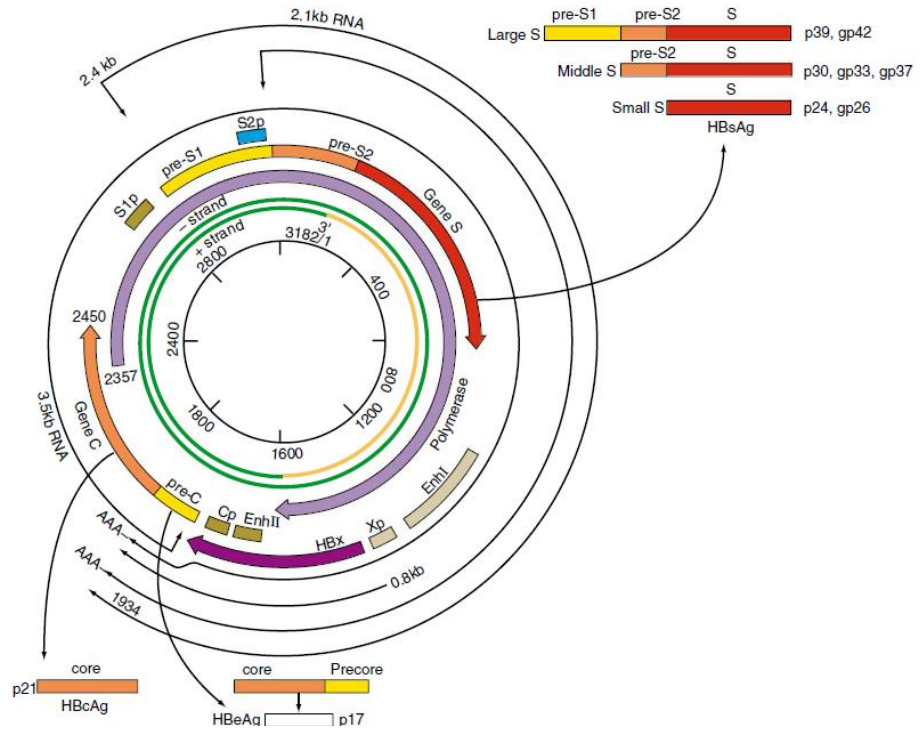 2.1kb RNA
2.4 kb
pre-S1 pre-S2 S
Large S p39, gp42
pre-S2 S
Middle S p30, gp33, gp37
S
Small S p24, gp26
HBsAg
S2p
pre-S1
pre-S2
Gene S
S1p
– strand
+ strand
3'
3182/1
400
800
1200
1600
1800
2400
2800
2450
2357
Gene C
3.5kb RNA
Polymerase
EnhI
pre-C
Cp
EnhII
Xp
HBx
AAA
AAA
0.8kb
1934
core
p21
HBcAg
core Precore
HBeAg p17